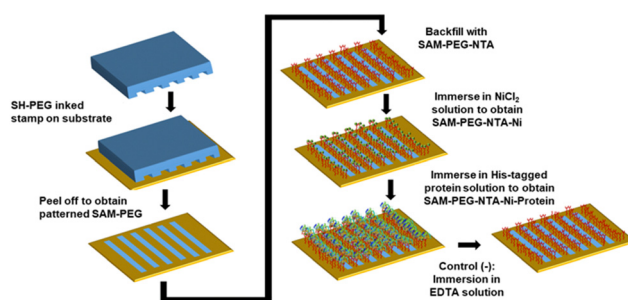 SH-PEG inked
stamp on substrate
Peel off to obtain
patterned SAM-PEG
Backfill with
SAM-PEG-NTA
Immerse in NiCl₂
solution to obtain
SAM-PEG-NTA-Ni
Immerse in His-tagged
protein solution to obtain
SAM-PEG-NTA-Ni-Protein
Control (-):
Immersion in
EDTA solution